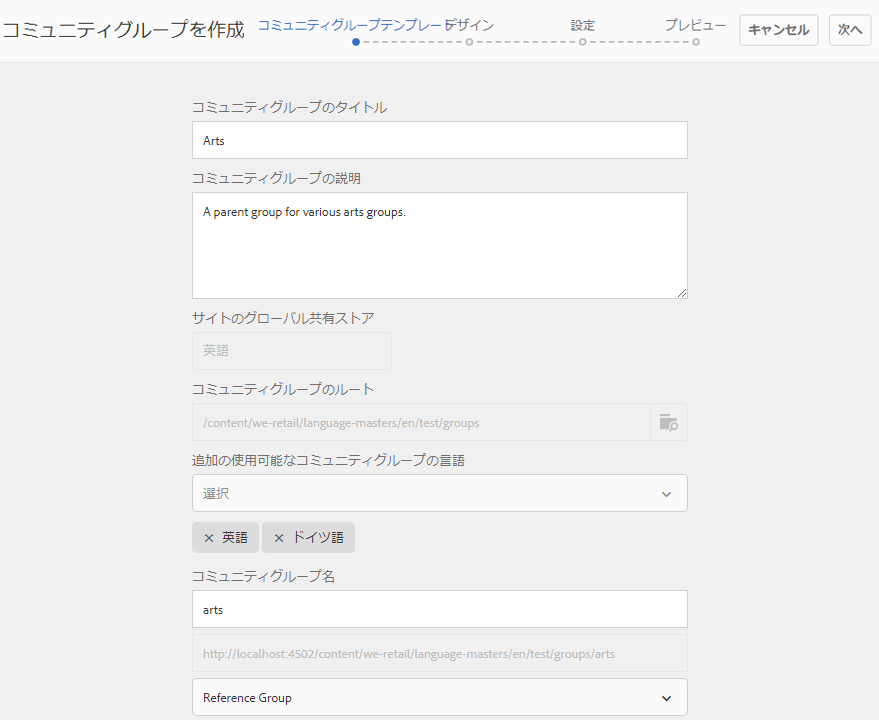 コミュニティグループを作成
コミュニティグループテンプレート デザイン 設定 プレビュー
キャンセル 次へ
コミュニティグループのタイトル
Arts
コミュニティグループの説明
A parent group for various arts groups.
サイトのグローバル共有ストア
英語
コミュニティグループのルート
/content/we-retail/language-masters/en/test/groups
追加の使用可能なコミュニティグループの言語
選択
× 英語 × ドイツ語
コミュニティグループ名
arts
http://localhost:4502/content/we-retail/language-masters/en/test/groups/arts
Reference Group